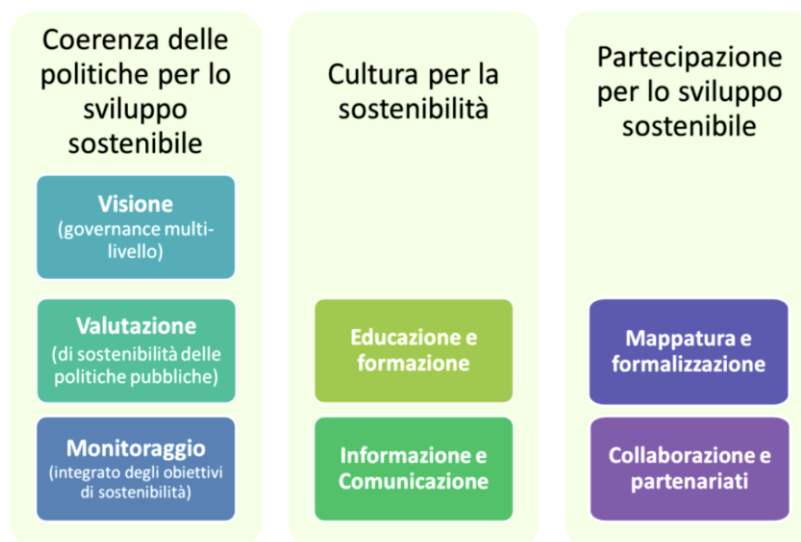 Coerenza delle
politiche per lo
sviluppo
sostenibile
Visione
(governance multi-
livello)
Valutazione
(di sostenibilità delle
politiche pubbliche)
Monitoraggio
(integrato degli obiettivi
di sostenibilità)
Cultura per la
sostenibilità
Educazione e
formazione
Informazione e
Comunicazione
Partecipazione
per lo sviluppo
sostenibile
Mappatura e
formalizzazione
Collaborazione e
partenariati